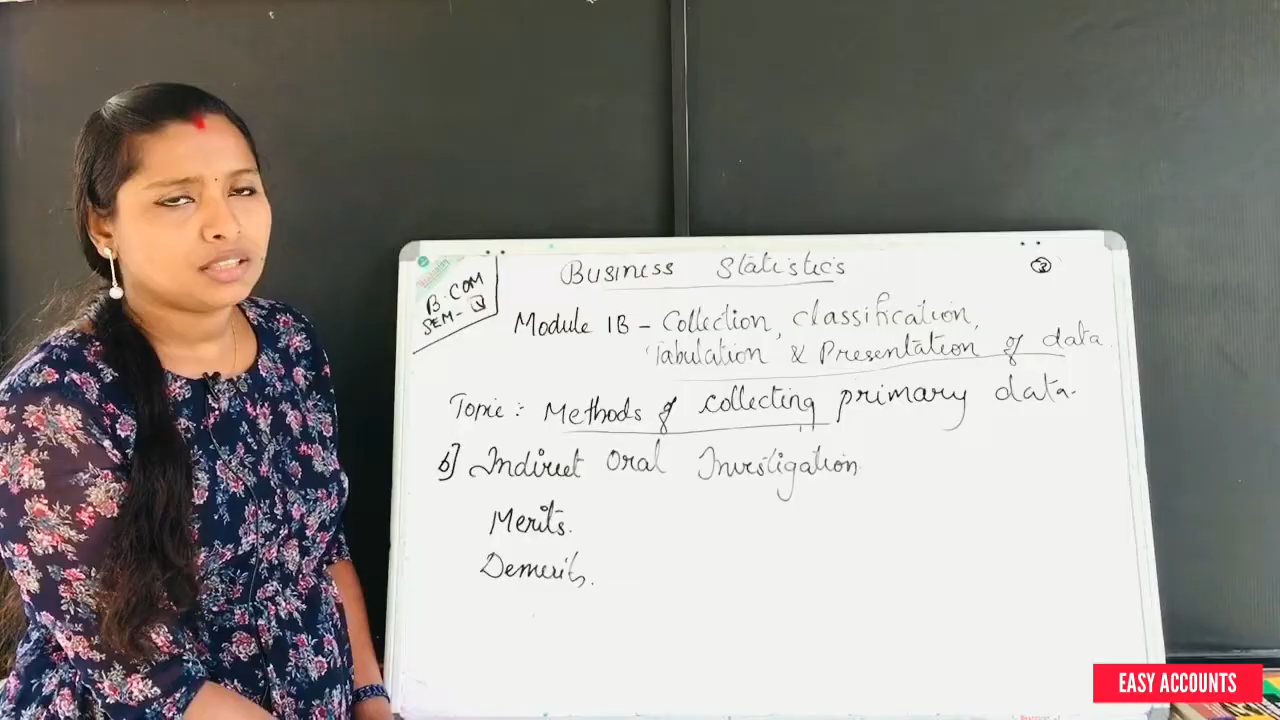 Business Statistics
B.COM
SEM-
Module 1B - Collection, classification,
Tabulation & Presentation of data.
Topic :- Methods of collecting primary data.
b] Indirect Oral Investigation
Merits.
Demerits.
EASY ACCOUNTS